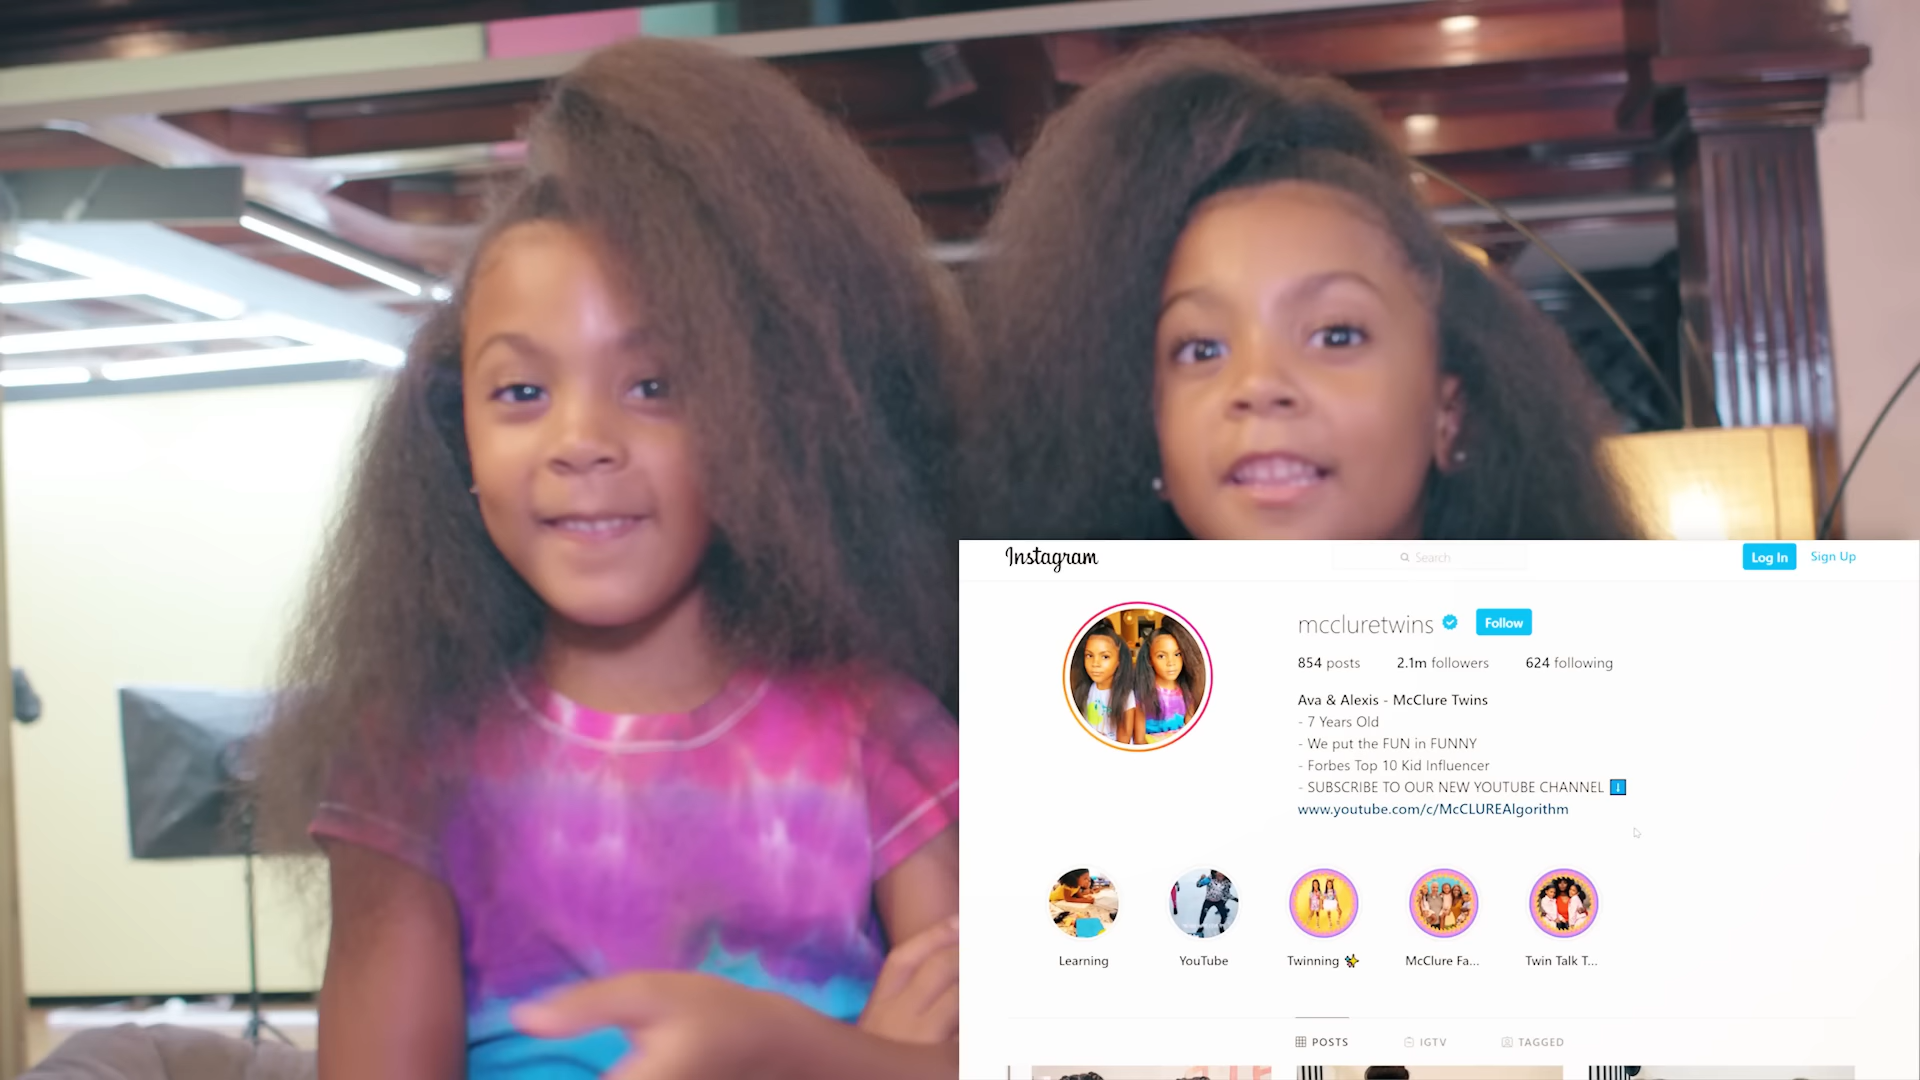 Instagram
Search
Log In
Sign Up
mccluretwins
Follow
854 posts
2.1m followers
624 following
Ava & Alexis - McClure Twins
- 7 Years Old
- We put the FUN in FUNNY
- Forbes Top 10 Kid Influencer
- SUBSCRIBE TO OUR NEW YOUTUBE CHANNEL ⬇️
www.youtube.com/c/McCLUREAlgorithm
Learning
YouTube
Twinning ✨
McClure Fa...
Twin Talk T...
POSTS
IGTV
TAGGED